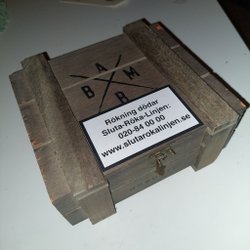 A
B M
R
Rökning dödar
Sluta-Röka-Linjen:
020-84 00 00
www.slutarokalinjen.se